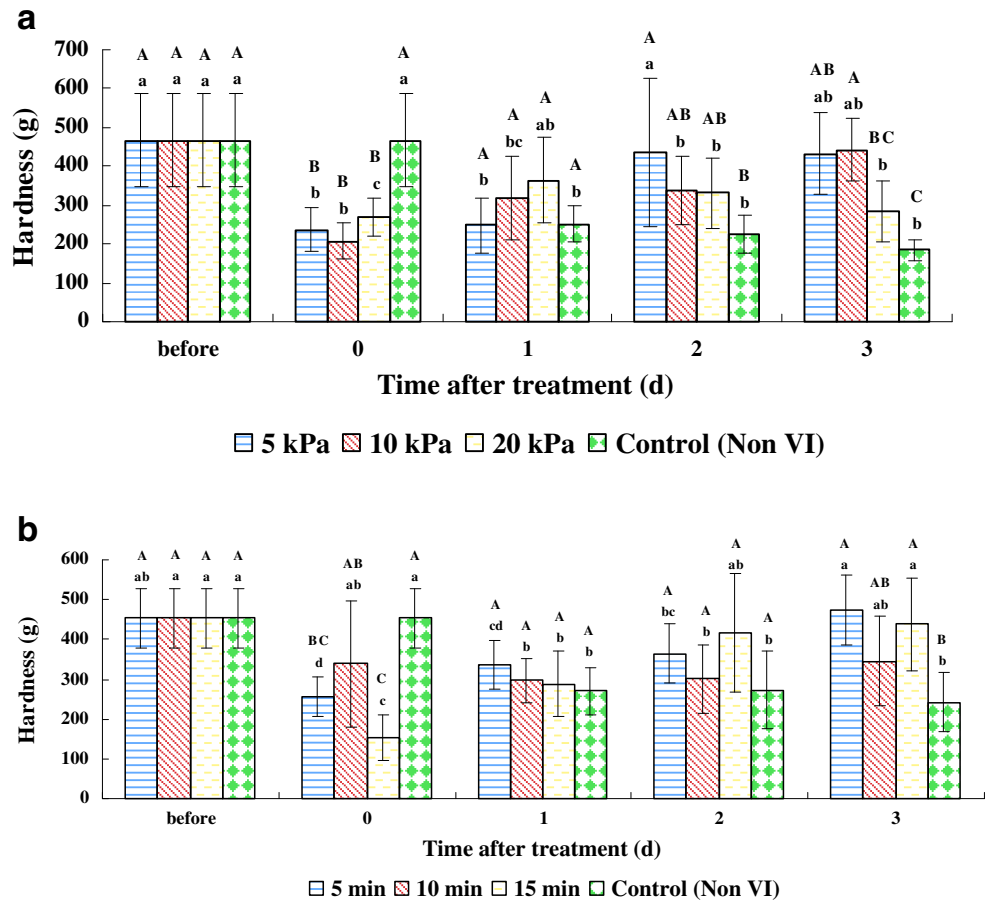 a
A A A A A A A AB A
a a a a B B B a A A A A a AB AB B ab ab BC C
b b c b bc ab b b b b b b
700
600
500
400
300
200
100
0
Hardness (g)
before 0 1 2 3
Time after treatment (d)
5 kPa 10 kPa 20 kPa Control (Non VI)
b
A A A A BC AB C A A A A A A A A A A AB A B
ab a a a d ab c a cd b b b bc b ab b a ab a b
600
500
400
300
200
100
0
Hardness (g)
before 0 1 2 3
Time after treatment (d)
5 min 10 min 15 min Control (Non VI)